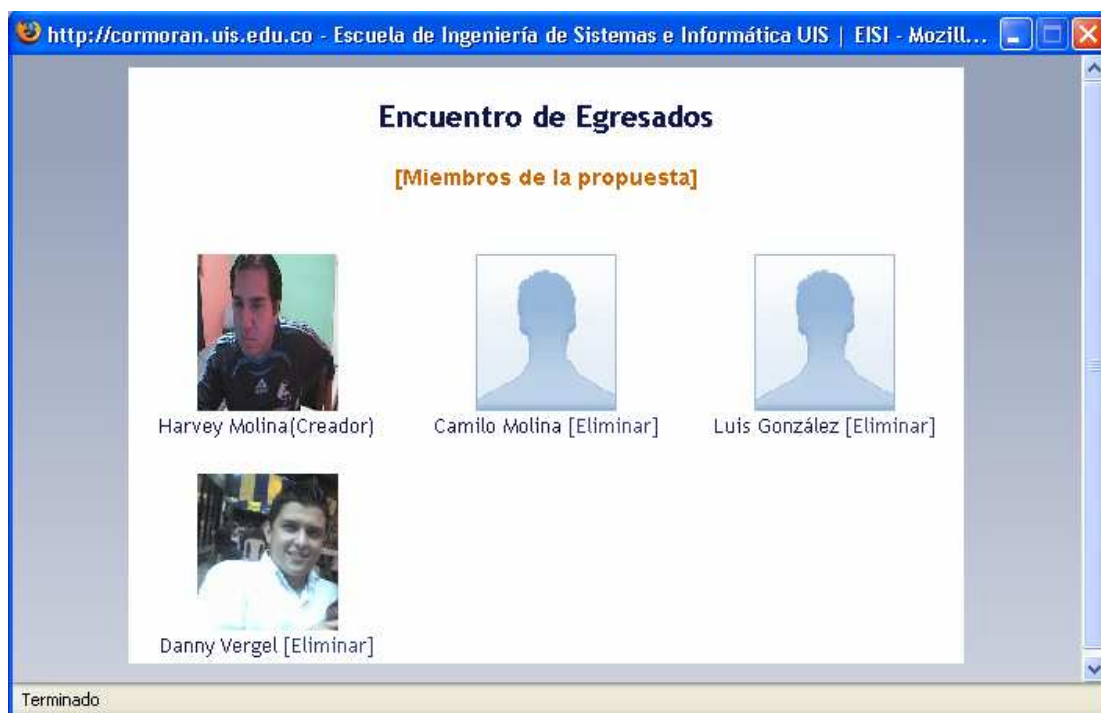 http://cormoran.uis.edu.co - Escuela de Ingeniería de Sistemas e Informática UIS | EISI - Mozill...
Encuentro de Egresados
[Miembros de la propuesta]
Harvey Molina(Creador) Camilo Molina [Eliminar] Luis González [Eliminar]
Danny Vergel [Eliminar]
Terminado